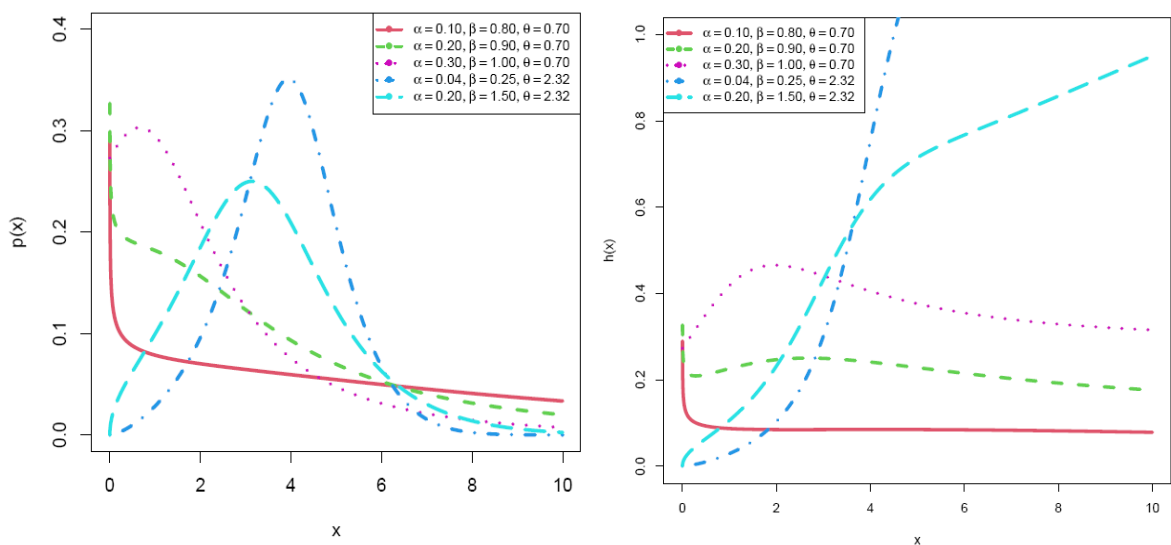 0.4
0.3
0.2
0.1
0.0
p(x)
α = 0.10, β = 0.80, θ = 0.70
α = 0.20, β = 0.90, θ = 0.70
α = 0.30, β = 1.00, θ = 0.70
α = 0.04, β = 0.25, θ = 2.32
α = 0.20, β = 1.50, θ = 2.32
0 2 4 6 8 10
x
1.0
0.8
0.6
0.4
0.2
0.0
h(x)
α = 0.10, β = 0.80, θ = 0.70
α = 0.20, β = 0.90, θ = 0.70
α = 0.30, β = 1.00, θ = 0.70
α = 0.04, β = 0.25, θ = 2.32
α = 0.20, β = 1.50, θ = 2.32
0 2 4 6 8 10
x